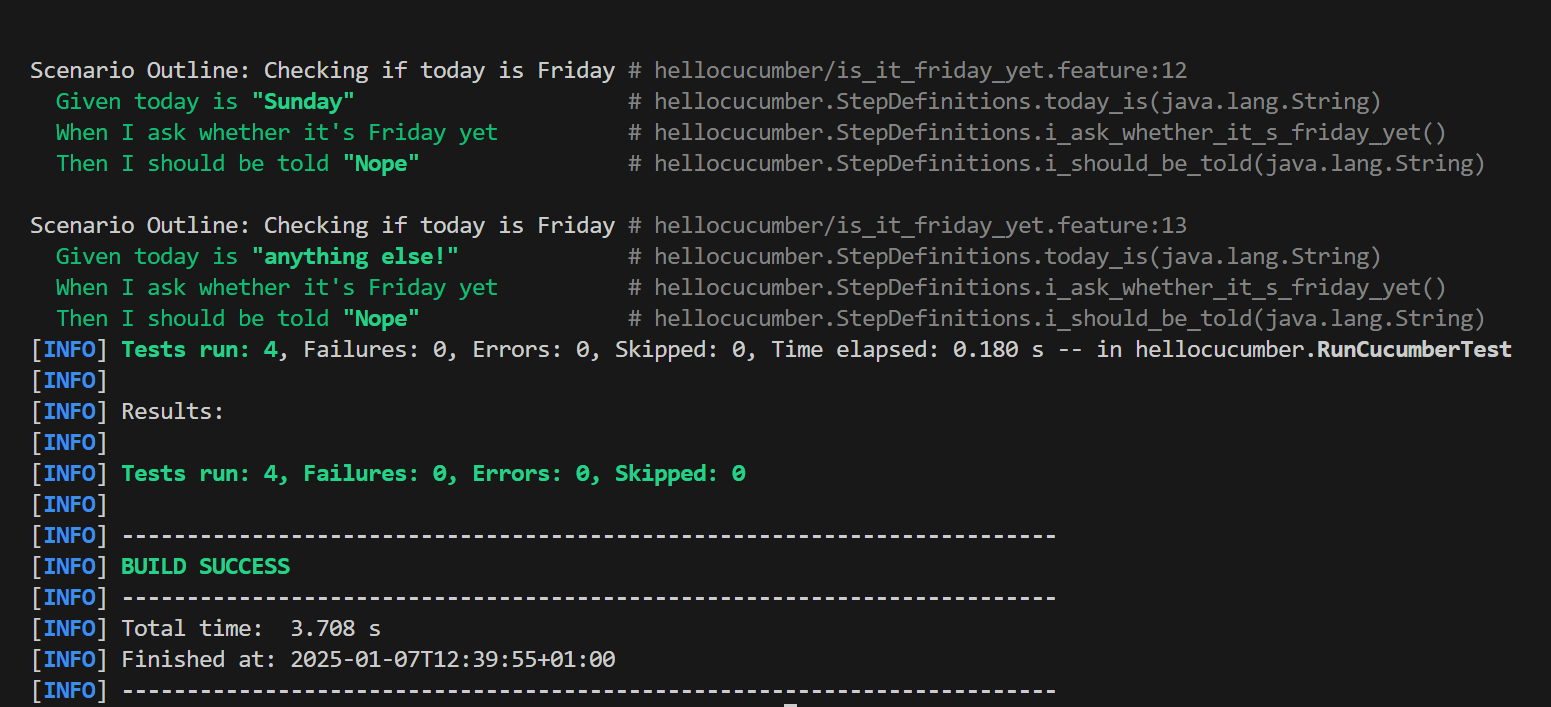 Scenario Outline: Checking if today is Friday # hellocucumber/is_it_friday_yet.feature:12
  Given today is "Sunday"                     # hellocucumber.StepDefinitions.today_is(java.lang.String)
  When I ask whether it's Friday yet          # hellocucumber.StepDefinitions.i_ask_whether_it_s_friday_yet()
  Then I should be told "Nope"                # hellocucumber.StepDefinitions.i_should_be_told(java.lang.String)

Scenario Outline: Checking if today is Friday # hellocucumber/is_it_friday_yet.feature:13
  Given today is "anything else!"             # hellocucumber.StepDefinitions.today_is(java.lang.String)
  When I ask whether it's Friday yet          # hellocucumber.StepDefinitions.i_ask_whether_it_s_friday_yet()
  Then I should be told "Nope"                # hellocucumber.StepDefinitions.i_should_be_told(java.lang.String)
[INFO] Tests run: 4, Failures: 0, Errors: 0, Skipped: 0, Time elapsed: 0.180 s -- in hellocucumber.RunCucumberTest
[INFO]
[INFO] Results:
[INFO]
[INFO] Tests run: 4, Failures: 0, Errors: 0, Skipped: 0
[INFO]
[INFO] ------------------------------------------------------------------------
[INFO] BUILD SUCCESS
[INFO] ------------------------------------------------------------------------
[INFO] Total time:  3.708 s
[INFO] Finished at: 2025-01-07T12:39:55+01:00
[INFO] ------------------------------------------------------------------------